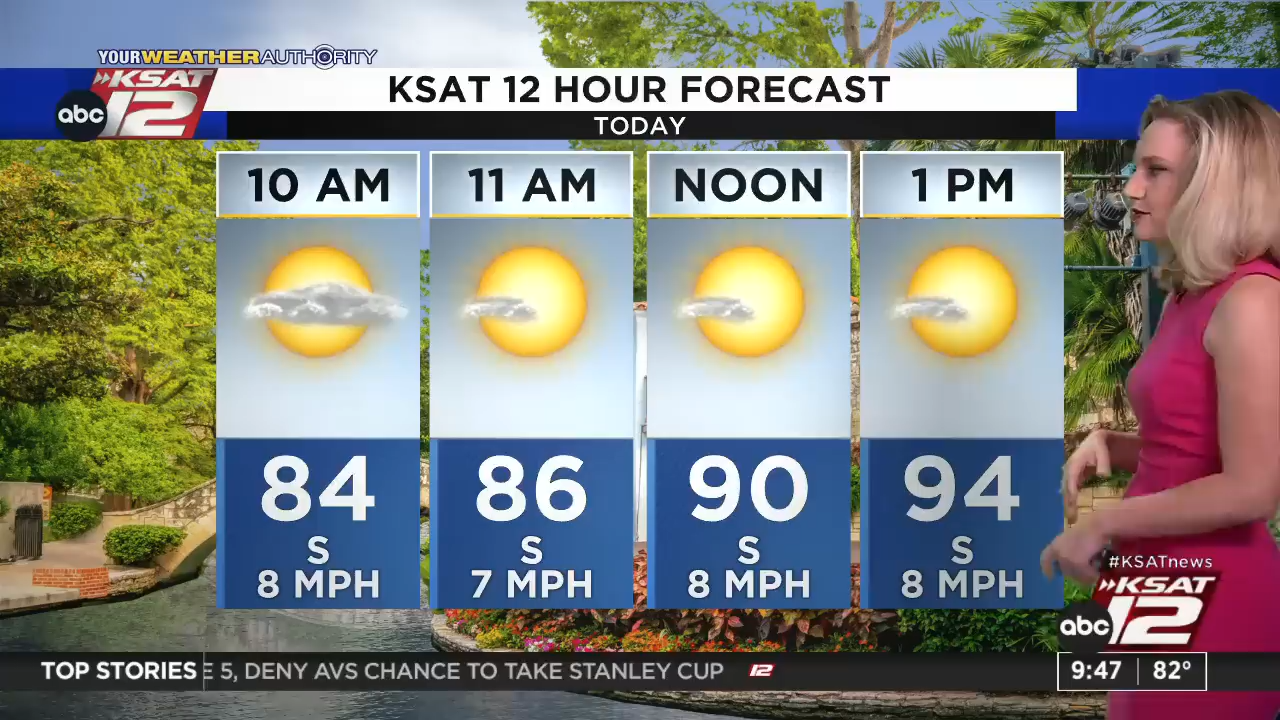 YOURWEATHERAUTHORITY
KSAT
abc 12
KSAT 12 HOUR FORECAST
TODAY
10 AM 11 AM NOON 1 PM
84 86 90 94
S S S S
8 MPH 7 MPH 8 MPH 8 MPH
#KSATnews
KSAT
abc 12
TOP STORIES 5, DENY AVS CHANCE TO TAKE STANLEY CUP 12
9:47 82°